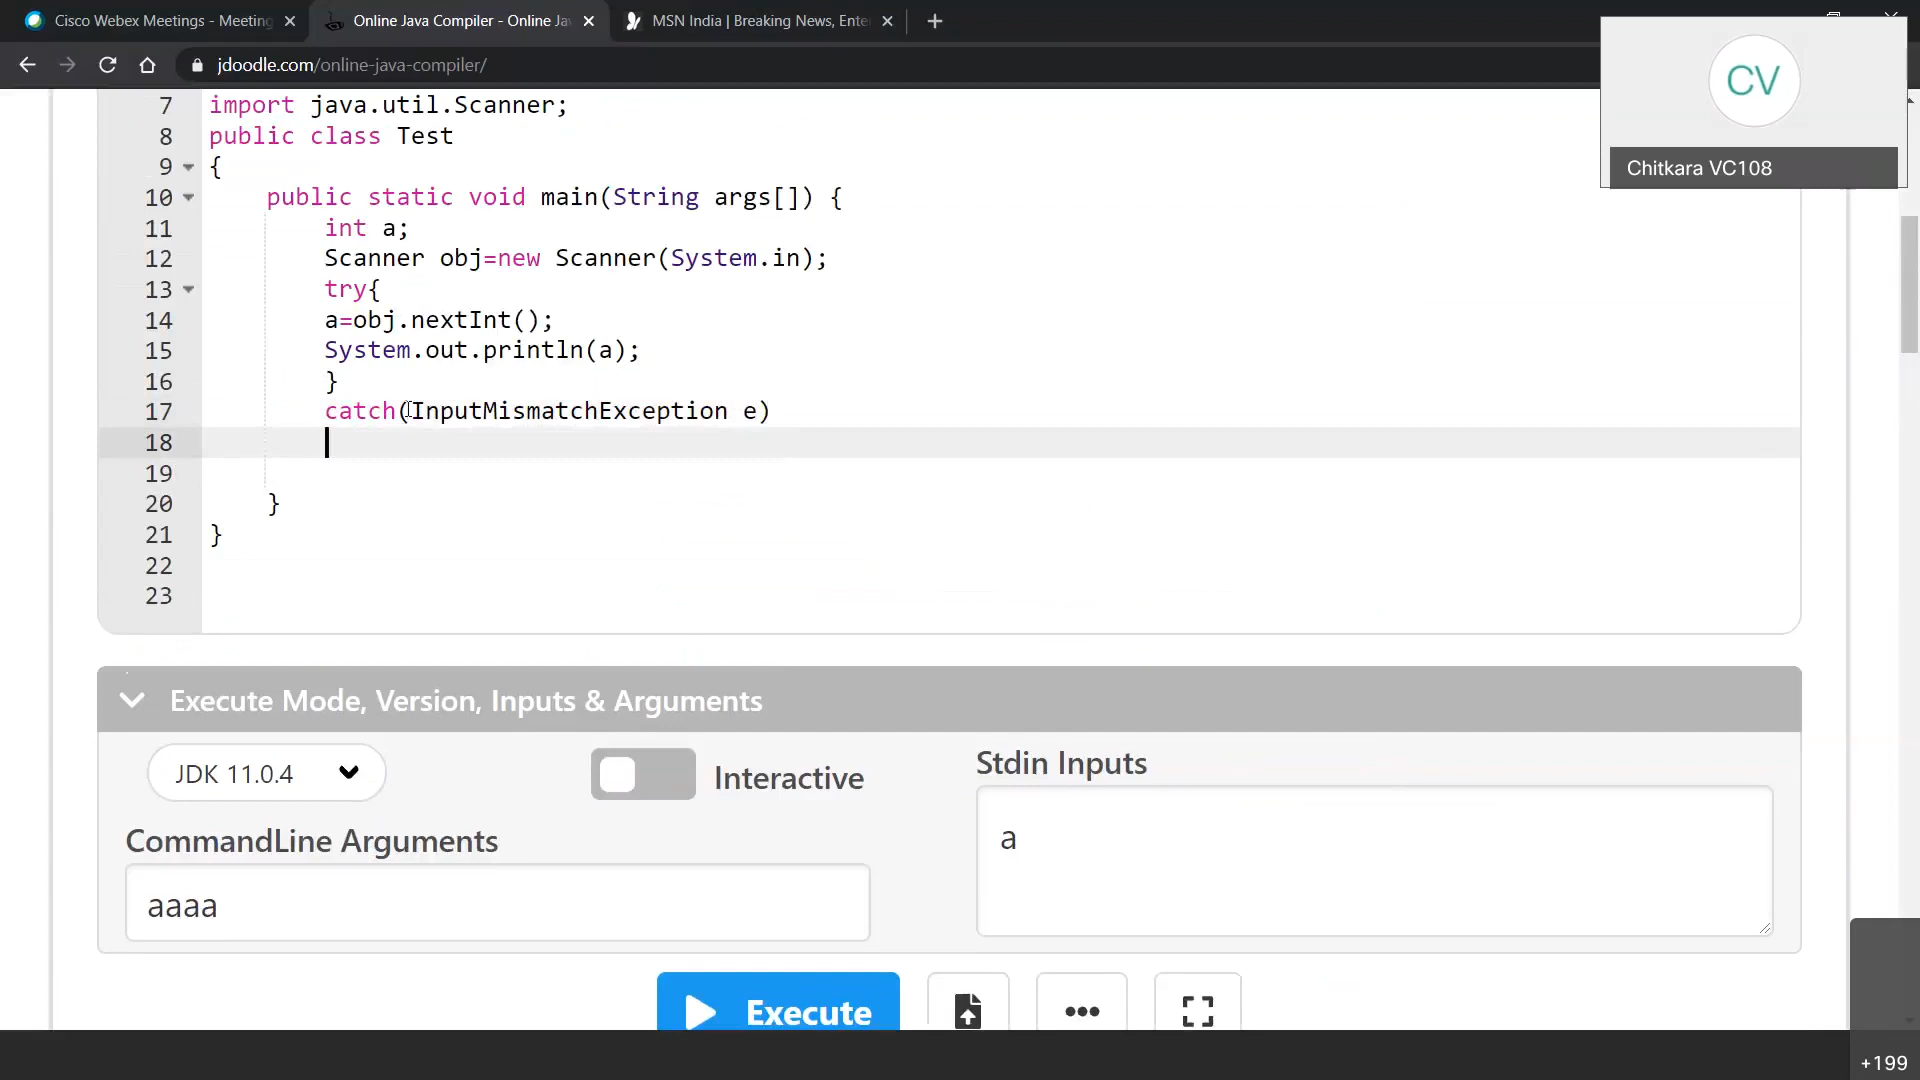 Cisco Webex Meetings - Meeting
Online Java Compiler - Online Jav
MSN India | Breaking News, Ente
jdoodle.com/online-java-compiler/
CV
Chitkara VC108
7 import java.util.Scanner;
8 public class Test
9 {
10 public static void main(String args[]) {
11 int a;
12 Scanner obj=new Scanner(System.in);
13 try{
14 a=obj.nextInt();
15 System.out.println(a);
16 }
17 catch(InputMismatchException e)
18
19
20 }
21 }
22
23
Execute Mode, Version, Inputs & Arguments
JDK 11.0.4
Interactive
Stdin Inputs
a
CommandLine Arguments
aaaa
Execute
+199